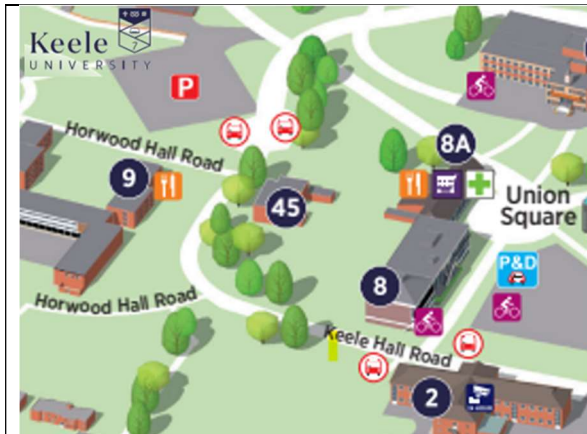 Keele
UNIVERSITY
P
8A
Horwood Hall Road
9
45
Union
Square
P&D
8
Horwood Hall Road
Keele Hall Road
2